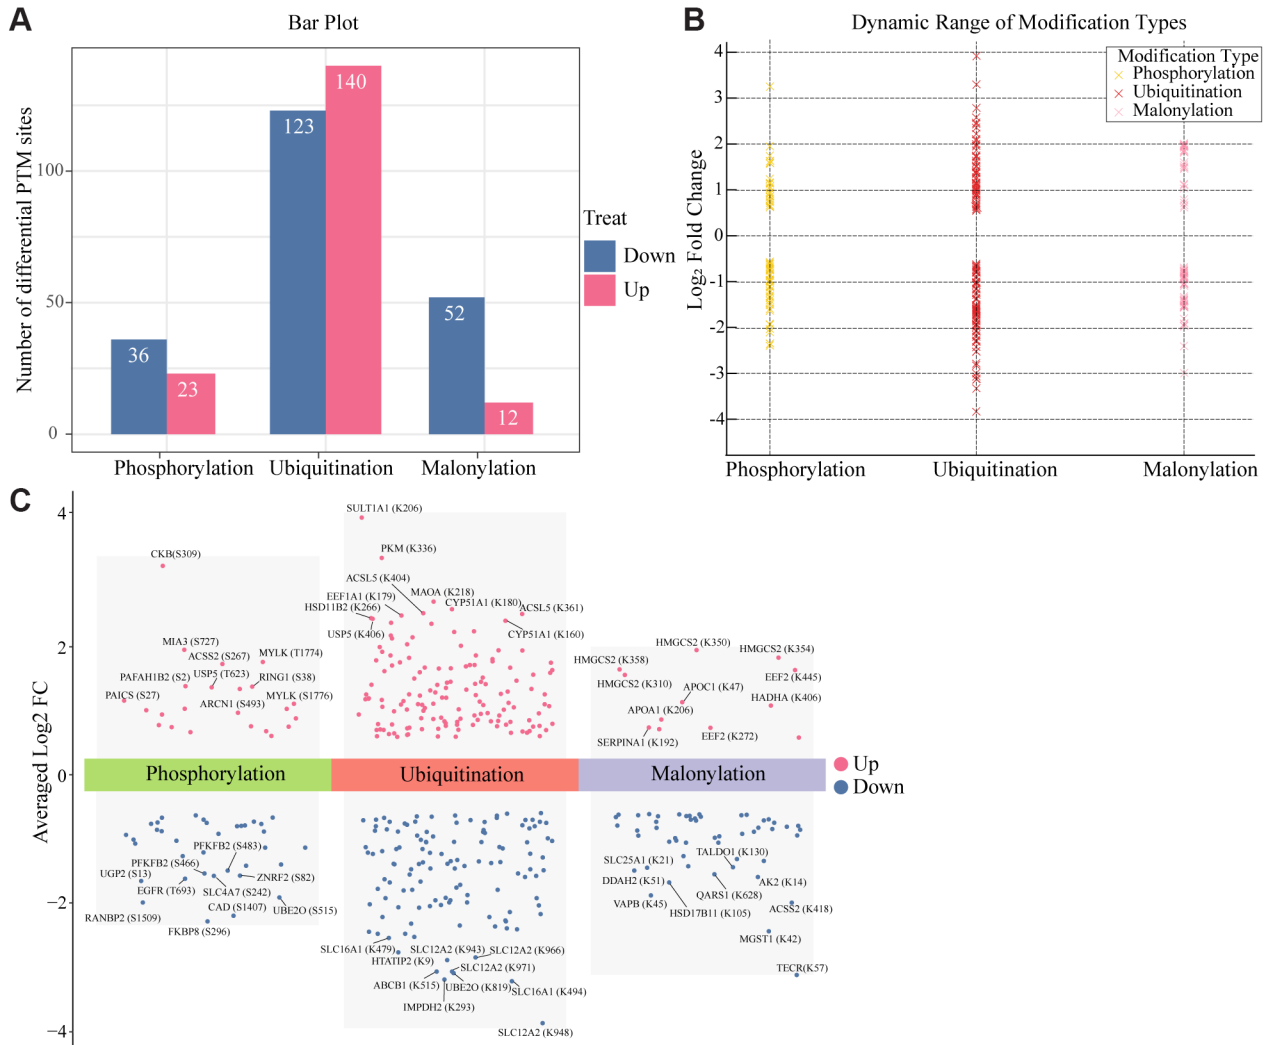 A
Bar Plot
Number of differential PTM sites
100
50
0
36
23
123
140
52
12
Phosphorylation
Ubiquitination
Malonylation
Treat
Down
Up
B
Dynamic Range of Modification Types
Log₂ Fold Change
4
3
2
1
0
-1
-2
-3
-4
Modification Type
Phosphorylation
Ubiquitination
Malonylation
Phosphorylation
Ubiquitination
Malonylation
C
Averaged Log2 FC
4
2
0
−2
−4
CKB(S309)
MIA3 (S727)
ACSS2 (S267)
MYLK (T1774)
PAFAH1B2 (S2)
USP5 (T623)
RING1 (S38)
PAICS (S27)
ARCN1 (S493)
MYLK (S1776)
SULT1A1 (K206)
PKM (K336)
ACSL5 (K404)
EEF1A1 (K179)
MAOA (K218)
HSD11B2 (K266)
CYP51A1 (K180)
ACSL5 (K361)
USP5 (K406)
CYP51A1 (K160)
HMGCS2 (K350)
HMGCS2 (K354)
HMGCS2 (K358)
HMGCS2 (K310)
EEF2 (K445)
APOC1 (K47)
HADHA (K406)
APOA1 (K206)
SERPINA1 (K192)
EEF2 (K272)
Phosphorylation
Ubiquitination
Malonylation
Up
Down
PFKFB2 (S483)
PFKFB2 (S466)
UGP2 (S13)
ZNRF2 (S82)
EGFR (T693)
SLC4A7 (S242)
CAD (S1407)
UBE2O (S515)
RANBP2 (S1509)
FKBP8 (S296)
SLC16A1 (K479)
SLC12A2 (K943)
SLC12A2 (K966)
HTATIP2 (K9)
SLC12A2 (K971)
ABCB1 (K515)
UBE2O (K819)
SLC16A1 (K494)
IMPDH2 (K293)
SLC12A2 (K948)
TALDO1 (K130)
SLC25A1 (K21)
DDAH2 (K51)
AK2 (K14)
QARS1 (K628)
VAPB (K45)
HSD17B11 (K105)
ACSS2 (K418)
MGST1 (K42)
TECR(K57)